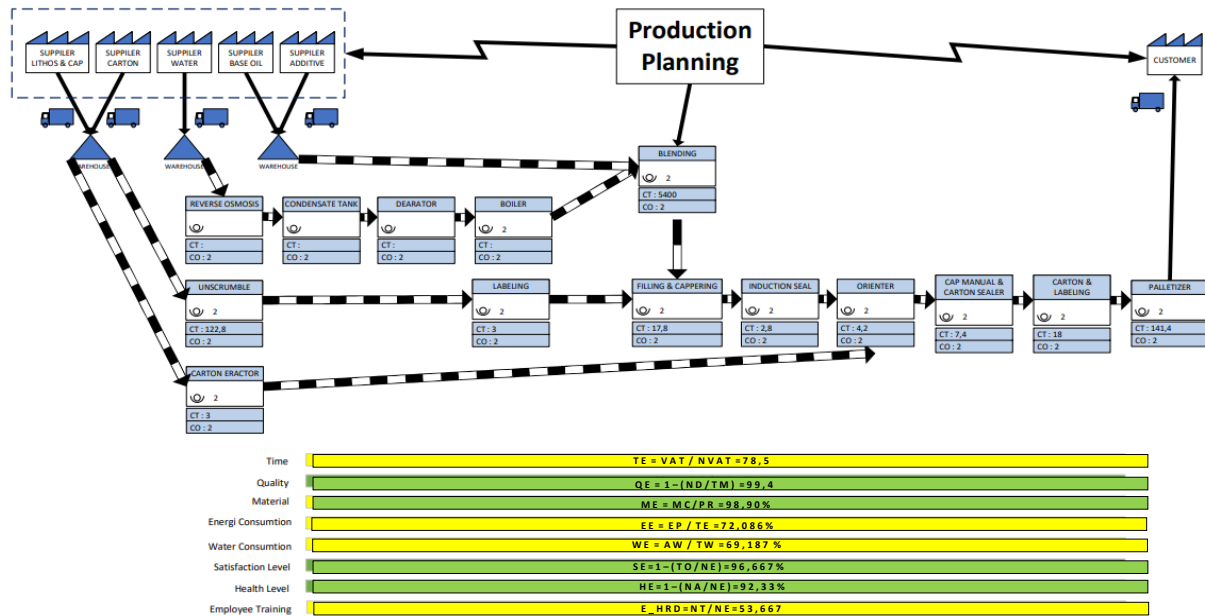 SUPPILER
LITHOS & CAP
SUPPILER
CARTON
SUPPILER
WATER
SUPPILER
BASE OIL
SUPPILER
ADDITIVE
Production
Planning
CUSTOMER
WAREHOUSE
WAREHOUSE
WAREHOUSE
BLENDING
2
CT : 5400
CO : 2
REVERSE OSMOSIS
CT :
CO : 2
CONDENSATE TANK
CT :
CO : 2
DEARATOR
CT :
CO : 2
BOILER
2
CT :
CO : 2
UNSCRUMBLE
2
CT : 122,8
CO : 2
LABELING
2
CT : 3
CO : 2
FILLING & CAPPERING
2
CT : 17,8
CO : 2
INDUCTION SEAL
2
CT : 2,8
CO : 2
ORIENTER
2
CT : 4,2
CO : 2
CAP MANUAL &
CARTON SEALER
2
CT : 7,4
CO : 2
CARTON &
LABELING
2
CT : 18
CO : 2
PALLETIZER
2
CT : 141,4
CO : 2
CARTON ERACTOR
2
CT : 3
CO : 2
Time TE = VAT / NVAT =78,5
Quality QE = 1–(ND/TM) =99,4
Material ME = MC/PR =98,90%
Energi Consumtion EE = EP / TE =72,086%
Water Consumtion WE = AW / TW =69,187 %
Satisfaction Level SE=1–(TO/NE)=96,667%
Health Level HE=1–(NA/NE)=92,33%
Employee Training E_HRD=NT/NE=53,667